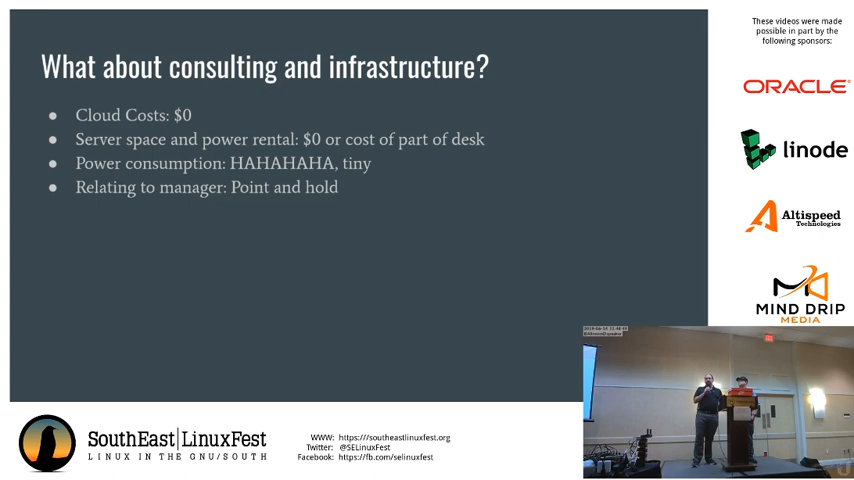 What about consulting and infrastructure?
● Cloud Costs: $0
● Server space and power rental: $0 or cost of part of desk
● Power consumption: HAHAHAHA, tiny
● Relating to manager: Point and hold
These videos were made
possible in part by the
following sponsors:
ORACLE®
linode
Altispeed
Technologies
MIND DRIP
MEDIA
SouthEast|LinuxFest
LINUX IN THE GNU/SOUTH
WWW: https:///southeastlinuxfest.org
Twitter: @SELinuxFest
Facebook: https://fb.com/selinuxfest